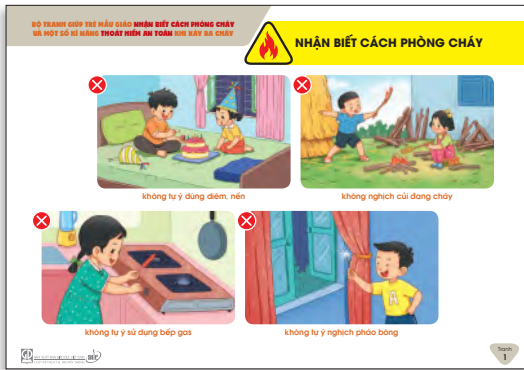 BỘ TRANH GIÚP TRẺ MẪU GIÁO NHẬN BIẾT CÁCH PHÒNG CHÁY
VÀ MỘT SỐ KĨ NĂNG THOÁT HIỂM AN TOÀN KHI XẢY RA CHÁY
NHẬN BIẾT CÁCH PHÒNG CHÁY
không tự ý dùng diêm, nến
không nghịch củi đang cháy
không tự ý sử dụng bếp gas
không tự ý nghịch pháo bông
A
Tranh
1